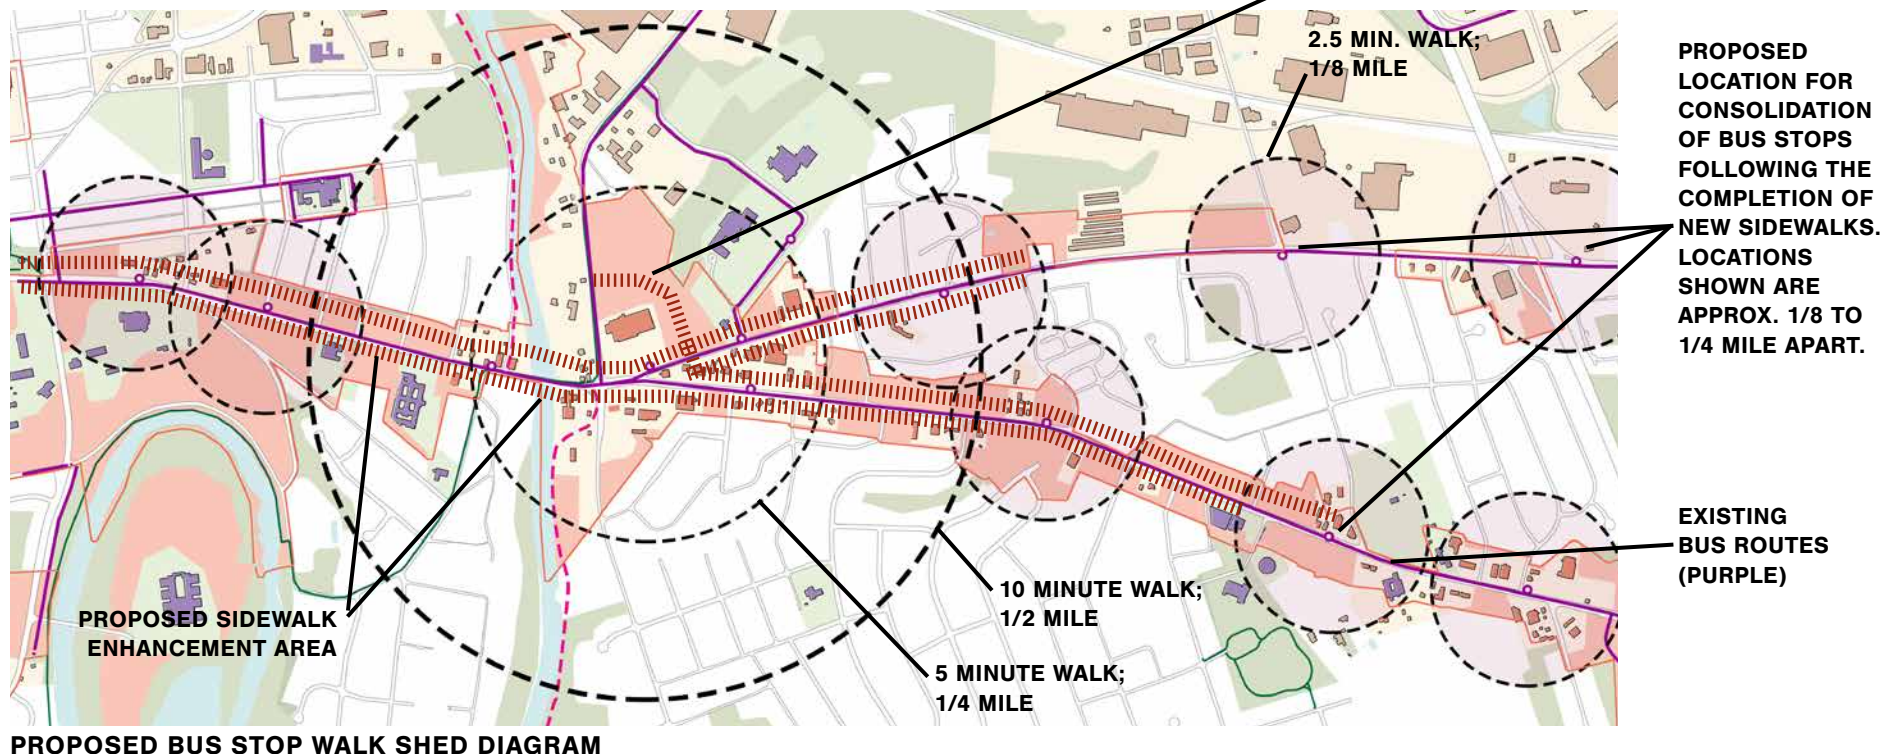 2.5 MIN. WALK;
1/8 MILE
PROPOSED
LOCATION FOR
CONSOLIDATION
OF BUS STOPS
FOLLOWING THE
COMPLETION OF
NEW SIDEWALKS.
LOCATIONS
SHOWN ARE
APPROX. 1/8 TO
1/4 MILE APART.
EXISTING
BUS ROUTES
(PURPLE)
10 MINUTE WALK;
1/2 MILE
PROPOSED SIDEWALK
ENHANCEMENT AREA
5 MINUTE WALK;
1/4 MILE
PROPOSED BUS STOP WALK SHED DIAGRAM